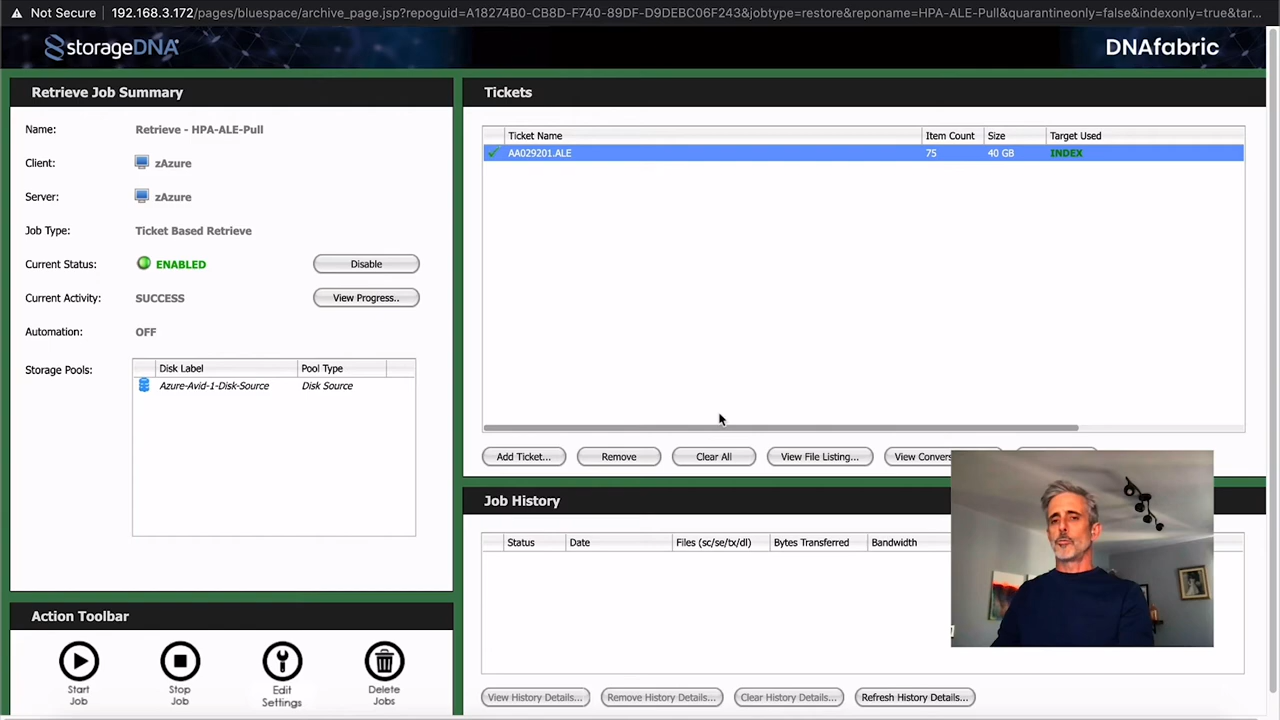 Not Secure 192.168.3.172/pages/bluespace/archive_page.jsp?repoguid=A18274B0-CB8D-F740-89DF-D9DEBC06F243&jobtype=restore&reponame=HPA-ALE-Pull&quarantineonly=false&indexonly=true&tar...
storageDNA
DNAfabric
Retrieve Job Summary
Name: Retrieve - HPA-ALE-Pull
Client: zAzure
Server: zAzure
Job Type: Ticket Based Retrieve
Current Status: ENABLED Disable
Current Activity: SUCCESS View Progress..
Automation: OFF
Storage Pools: Disk Label Pool Type
Azure-Avid-1-Disk-Source Disk Source
Action Toolbar
Start Job
Stop Job
Edit Settings
Delete Jobs
Tickets
Ticket Name Item Count Size Target Used
AA029201.ALE 75 40 GB INDEX
Add Ticket... Remove Clear All View File Listing... View Convers
Job History
Status Date Files (sc/se/tx/dl) Bytes Transferred Bandwidth
View History Details... Remove History Details... Clear History Details... Refresh History Details...